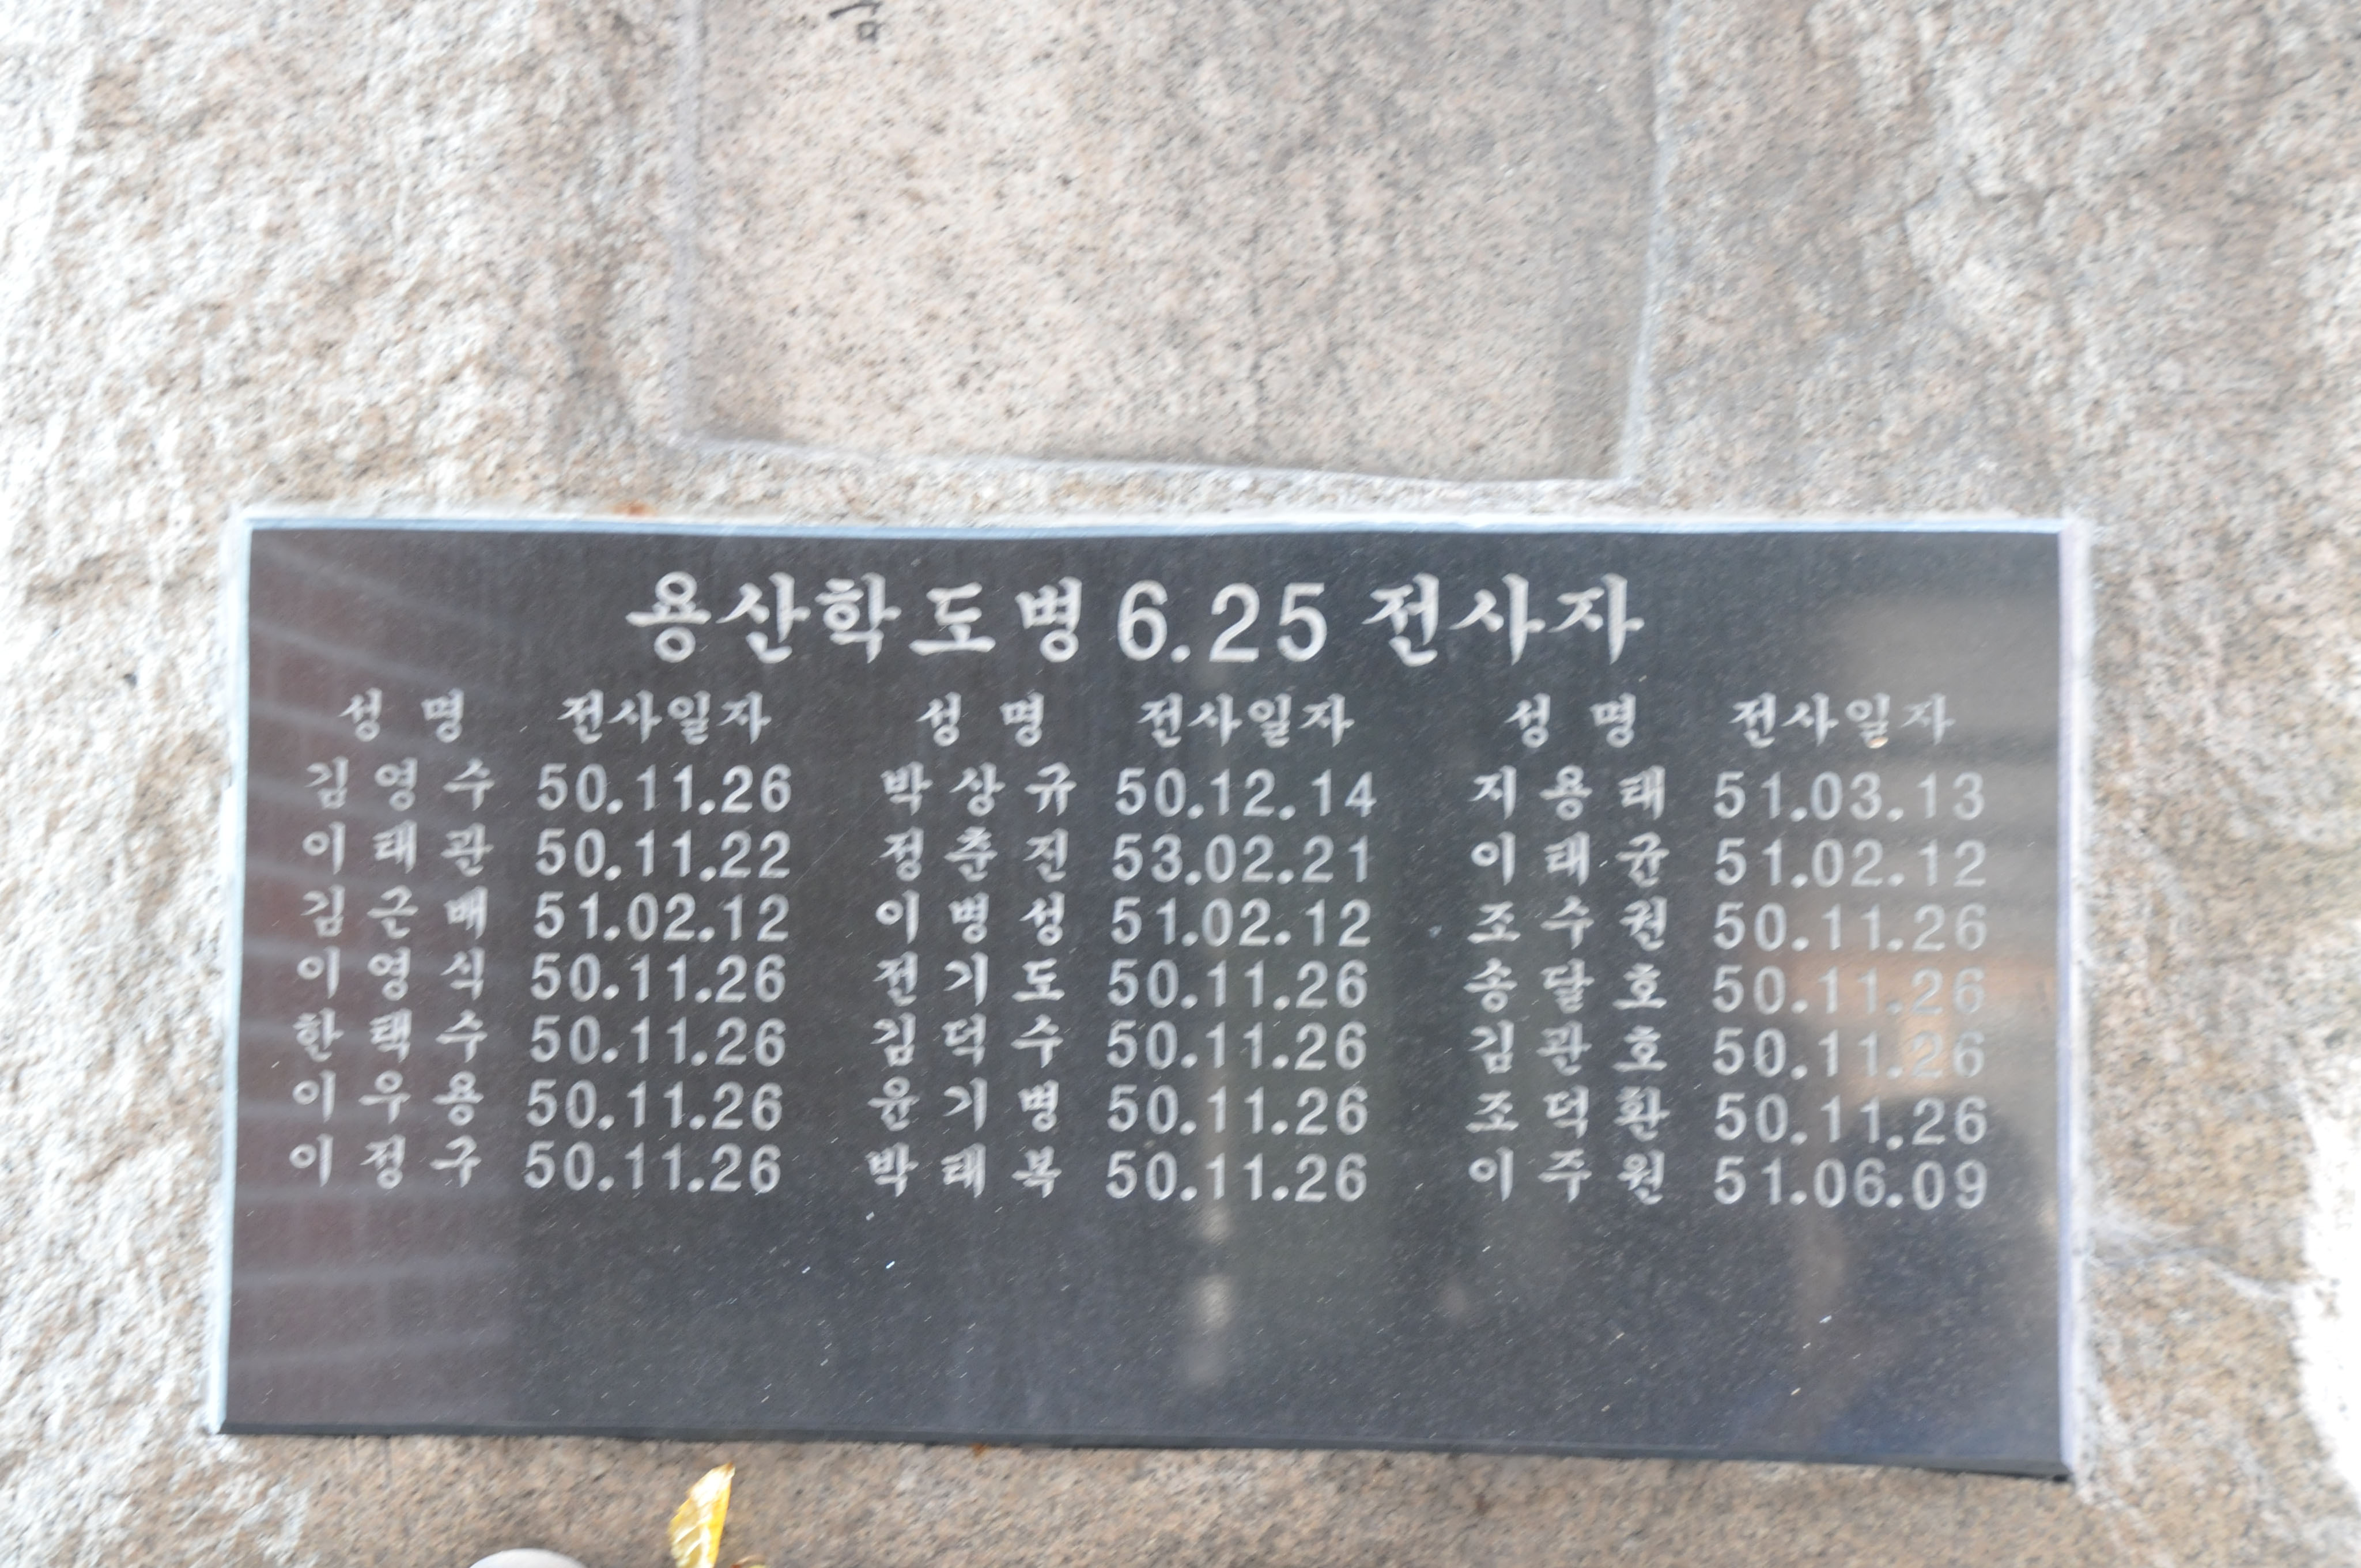 용산학도병 6.25 전사자
성 명 전사일자 성 명 전사일자 성 명 전사일자
김 영 수 50.11.26 박 상 규 50.12.14 지 용 태 51.03.13
이 태 관 50.11.22 정 춘 진 53.02.21 이 태 균 51.02.12
김 근 배 51.02.12 이 병 성 51.02.12 조 수 권 50.11.26
이 영 식 50.11.26 전 기 도 50.11.26 송 달 호 50.11.26
한 택 수 50.11.26 김 덕 수 50.11.26 김 관 호 50.11.26
이 우 용 50.11.26 윤 기 병 50.11.26 조 덕 환 50.11.26
이 정 구 50.11.26 박 태 복 50.11.26 이 주 원 51.06.09